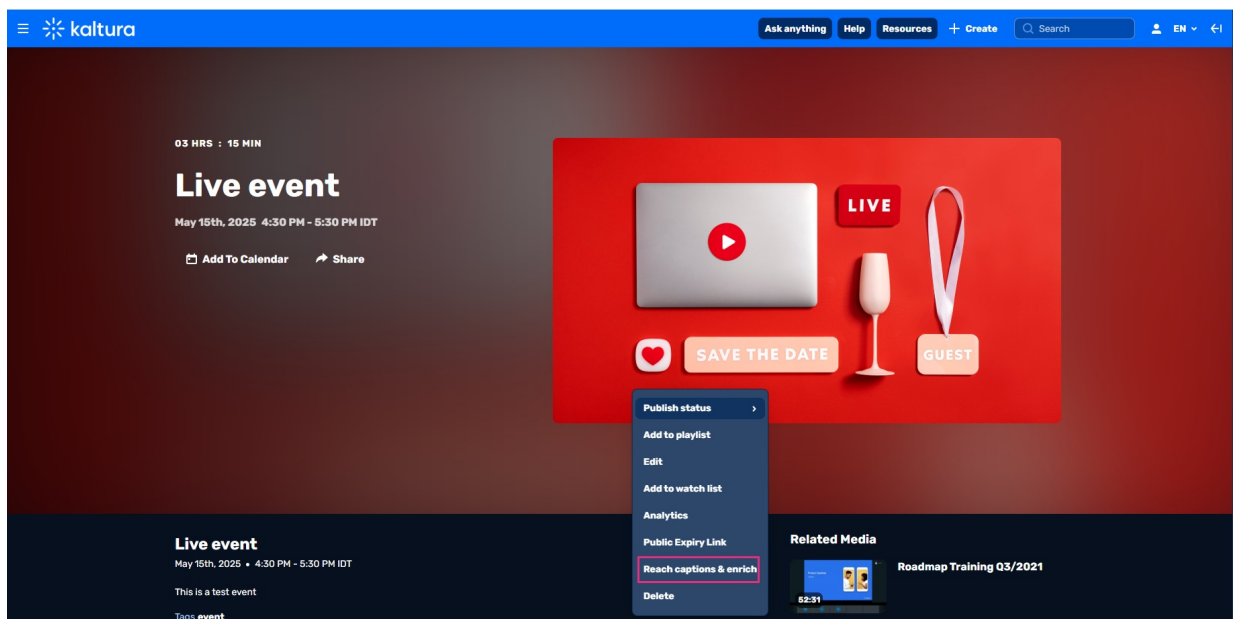 kaltura
Ask anything Help Resources + Create Search EN
03 HRS : 15 MIN
Live event
May 15th, 2025 4:30 PM - 5:30 PM IDT
Add To Calendar Share
LIVE
SAVE THE DATE
GUEST
Publish status
Add to playlist
Edit
Add to watch list
Analytics
Public Expiry Link
Reach captions & enrich
Delete
Live event
May 15th, 2025 • 4:30 PM - 5:30 PM IDT
This is a test event
Tags event
Related Media
52:31
Roadmap Training Q3/2021